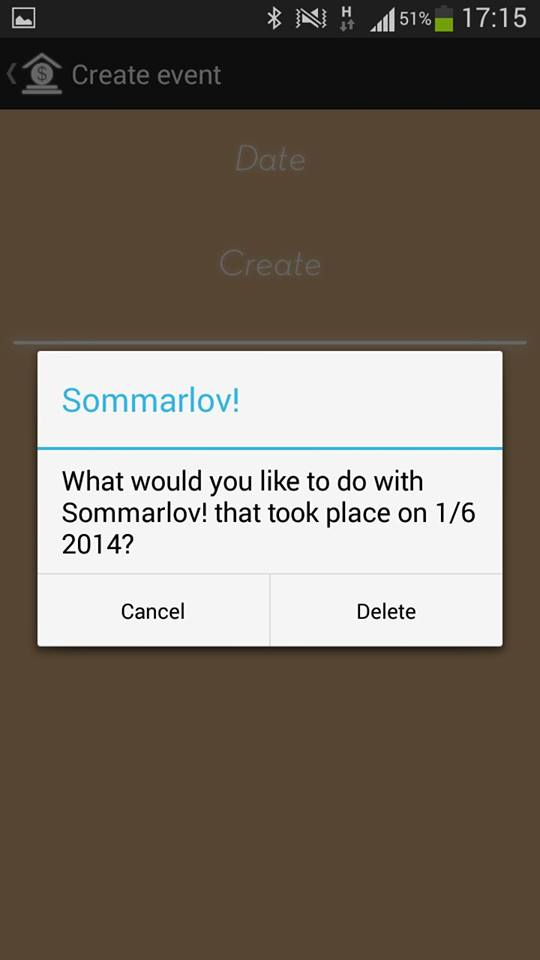 H
51%
17:15
Create event
Date
Create
Sommarlov!
What would you like to do with
Sommarlov! that took place on 1/6
2014?
Cancel
Delete